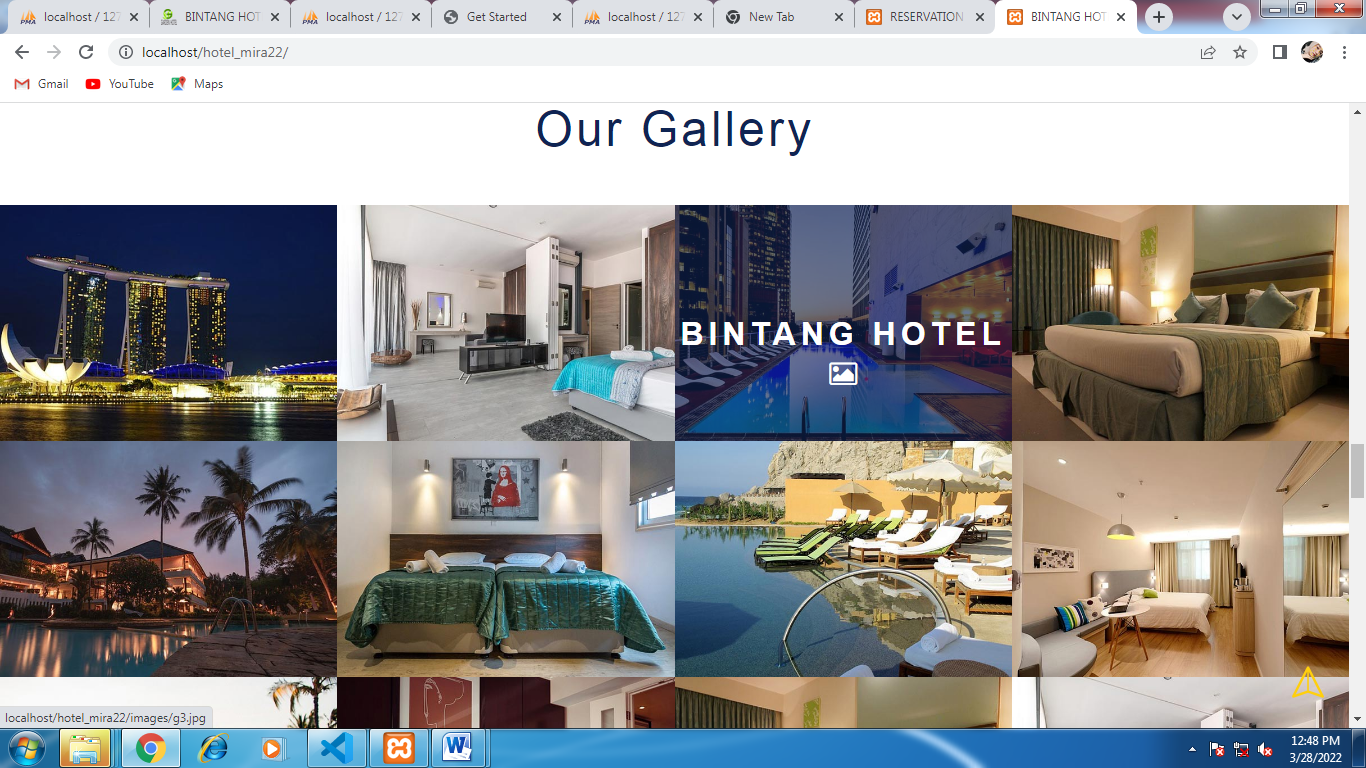 localhost / 127
BINTANG HOT
localhost / 127
Get Started
localhost / 127
New Tab
RESERVATION
BINTANG HOT
localhost/hotel_mira22/
Gmail
YouTube
Maps
Our Gallery
BINTANG HOTEL
localhost/hotel_mira22/images/g3.jpg
12:48 PM
3/28/2022